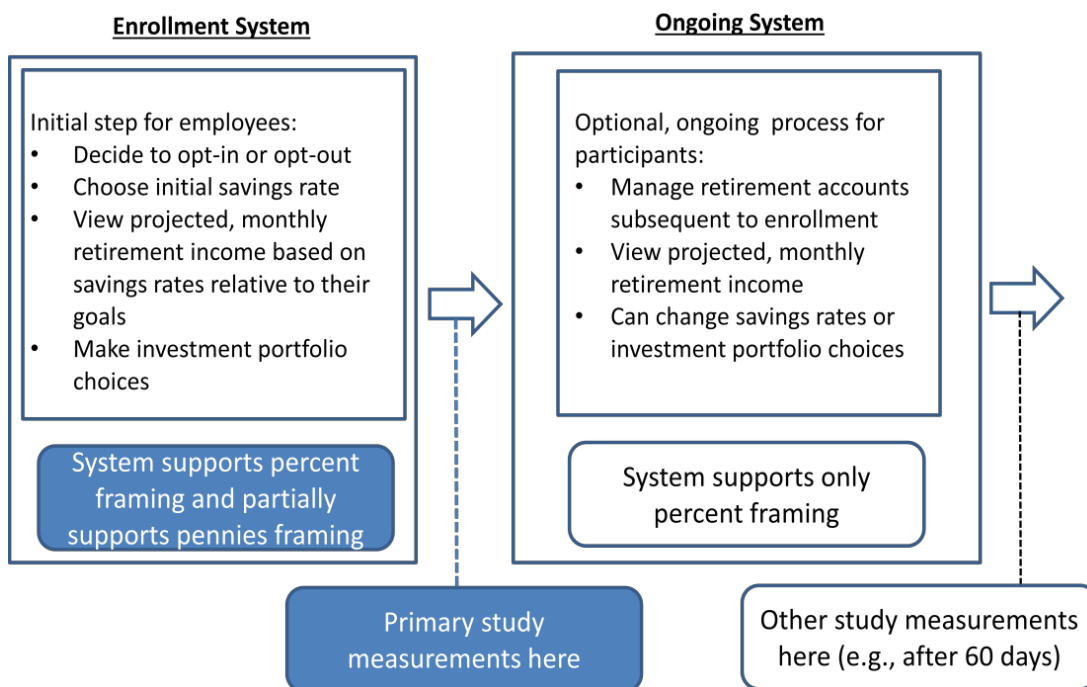 Enrollment System
Initial step for employees:
• Decide to opt-in or opt-out
• Choose initial savings rate
• View projected, monthly
retirement income based on
savings rates relative to their
goals
• Make investment portfolio
choices
System supports percent
framing and partially
supports pennies framing
Primary study
measurements here
Ongoing System
Optional, ongoing process for
participants:
• Manage retirement accounts
subsequent to enrollment
• View projected, monthly
retirement income
• Can change savings rates or
investment portfolio choices
System supports only
percent framing
Other study measurements
here (e.g., after 60 days)